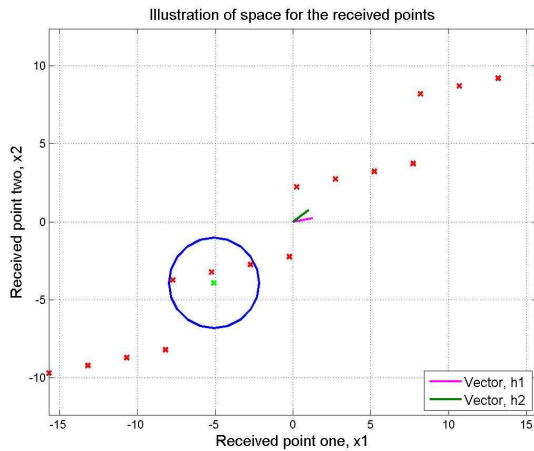 Illustration of space for the received points
10
5
0
-5
-10
Received point two, x2
-15
-10
-5
0
5
10
15
Received point one, x1
Vector, h1
Vector, h2